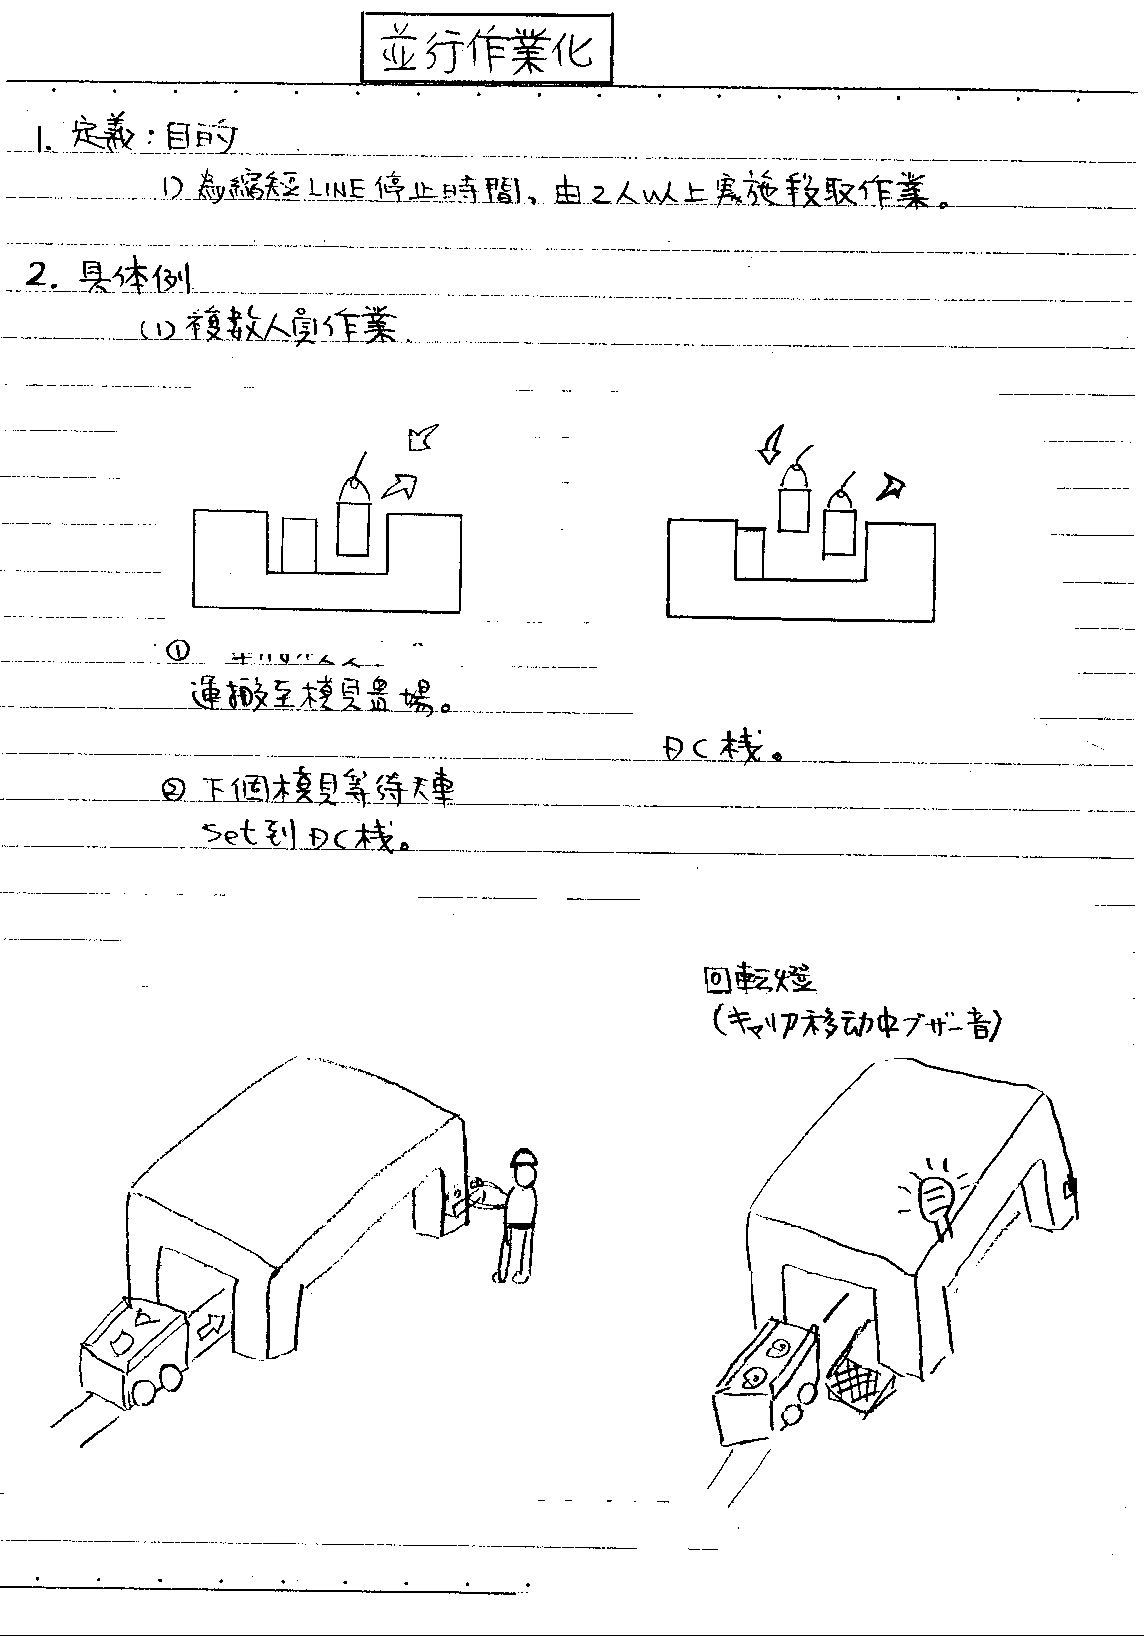 並行作業化
1. 定義:目的
1) 為縮短LINE停止時間、由2人以上實施段取作業。
2. 具体例
(1) 複數人員作業
①
運搬至模具置場。
DC栈。
② 下個模具等待天車
Set到DC栈。
回転燈
(キャリア移动中ブザー音)